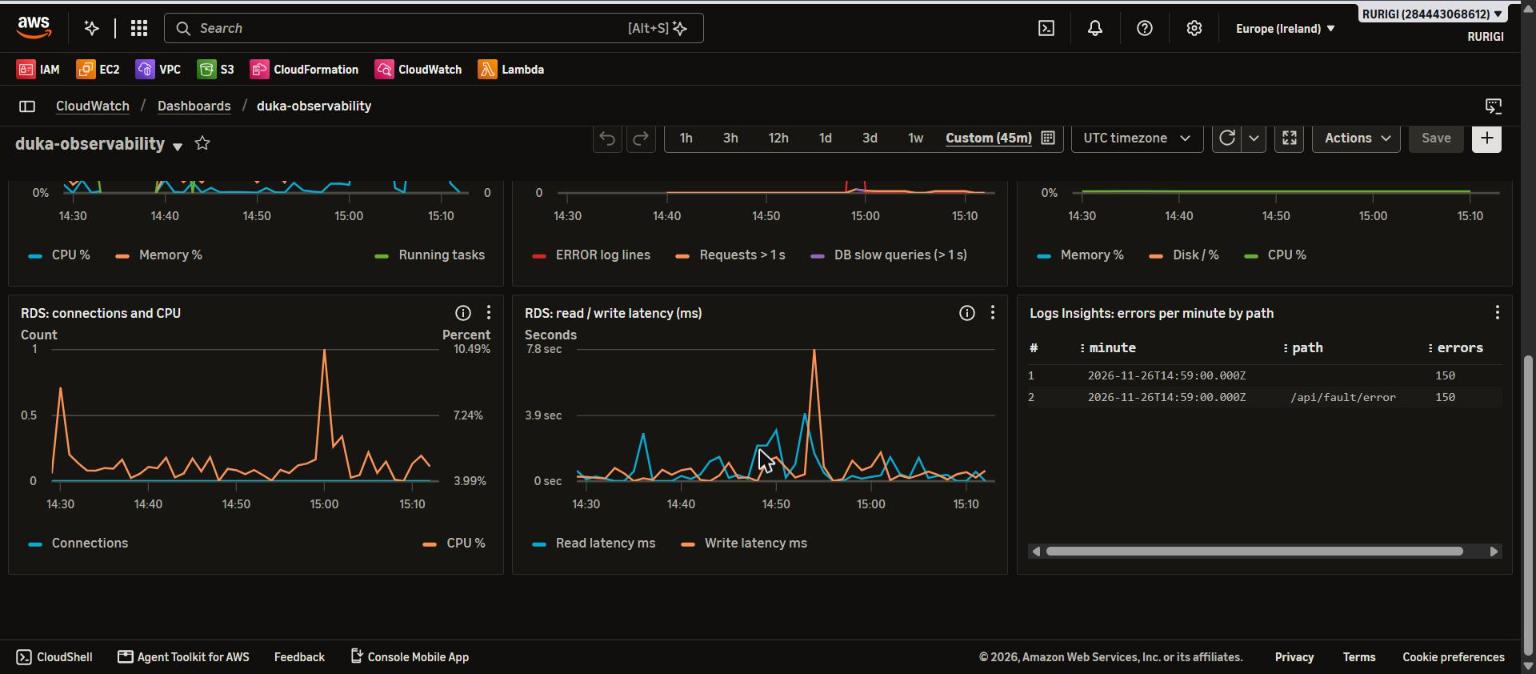 aws
Search [Alt+S]
Europe (Ireland)
RURIGI (284443068612)
RURIGI
IAM EC2 VPC S3 CloudFormation CloudWatch Lambda
CloudWatch / Dashboards / duka-observability
duka-observability
1h 3h 12h 1d 3d 1w Custom (45m) UTC timezone Actions Save
0% 0
14:30 14:40 14:50 15:00 15:10
CPU % Memory % Running tasks
0
14:30 14:40 14:50 15:00 15:10
ERROR log lines Requests > 1 s DB slow queries (> 1 s)
0%
14:30 14:40 14:50 15:00 15:10
Memory % Disk / % CPU %
RDS: connections and CPU
Count Percent
1 10.49%
0.5 7.24%
0 3.99%
14:30 14:40 14:50 15:00 15:10
Connections CPU %
RDS: read / write latency (ms)
Seconds
7.8 sec
3.9 sec
0 sec
14:30 14:40 14:50 15:00 15:10
Read latency ms Write latency ms
Logs Insights: errors per minute by path
# minute path errors
1 2026-11-26T14:59:00.000Z 150
2 2026-11-26T14:59:00.000Z /api/fault/error 150
CloudShell Agent Toolkit for AWS Feedback Console Mobile App
© 2026, Amazon Web Services, Inc. or its affiliates. Privacy Terms Cookie preferences